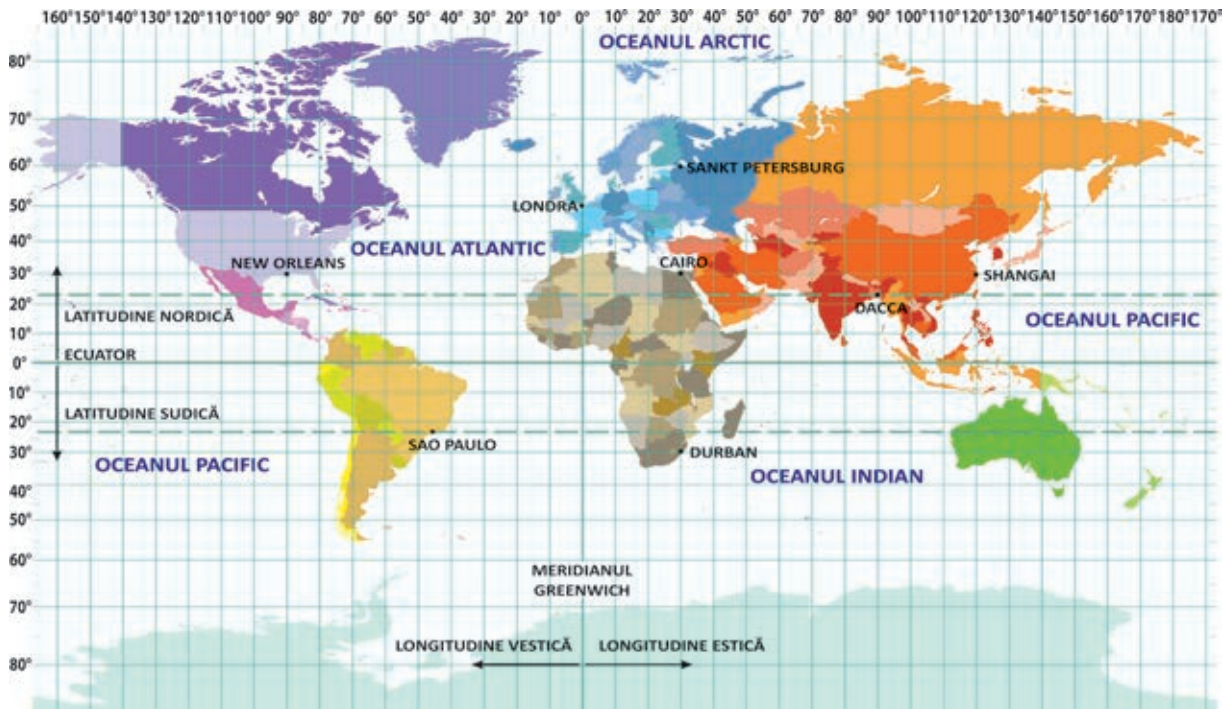 160° 150° 140° 130° 120° 110° 100° 90° 80° 70° 60° 50° 40° 30° 20° 10° 0° 10° 20° 30° 40° 50° 60° 70° 80° 90° 100° 110° 120° 130° 140° 150° 160° 170° 180° 170°
OCEANUL ARCTIC
80°
70°
60°
SANKT PETERSBURG
50°
LONDRA
40°
OCEANUL ATLANTIC
NEW ORLEANS
CAIRO
30°
SHANGAI
20°
DACCA
LATITUDINE NORDICĂ
OCEANUL PACIFIC
10°
ECUATOR
0°
10°
LATITUDINE SUDICĂ
20°
SAO PAULO
30°
DURBAN
OCEANUL PACIFIC
OCEANUL INDIAN
40°
50°
60°
MERIDIANUL
GREENWICH
70°
LONGITUDINE VESTICĂ
LONGITUDINE ESTICĂ
80°